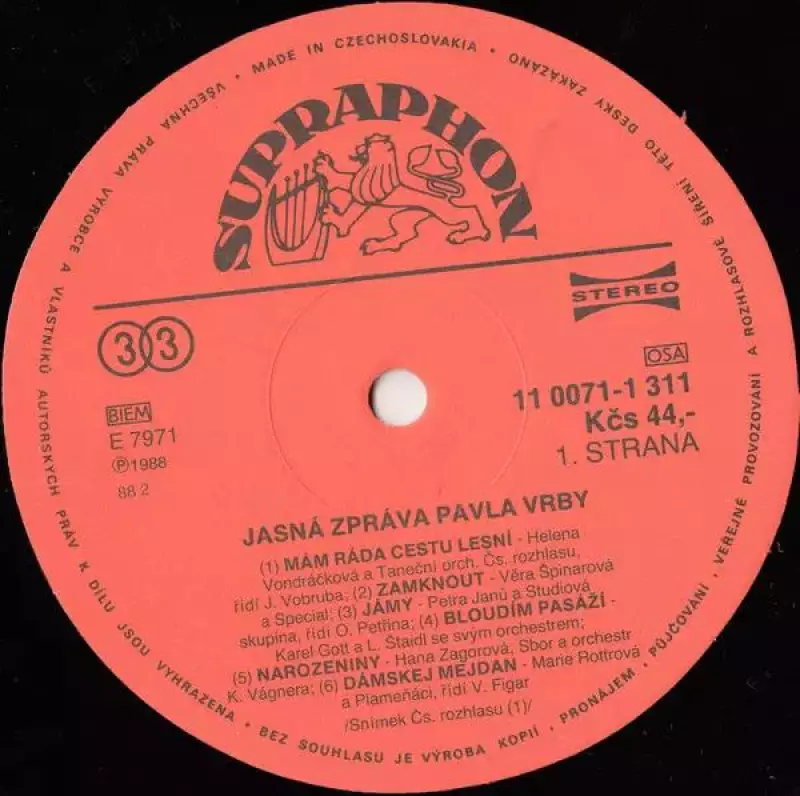 VŠECHNA PRÁVA VÝROBCE A VLASTNÍKŮ AUTORSKÝCH PRÁV K DÍLU JSOU VYHRAZENA • BEZ SOUHLASU JE VÝROBA KOPIÍ, PRONÁJEM, PŮJČOVÁNÍ, VEŘEJNÉ PROVOZOVÁNÍ A ROZHLASOVÉ ŠÍŘENÍ TÉTO DESKY ZAKÁZÁNO •
MADE IN CZECHOSLOVAKIA •
SUPRAPHON
STEREO
33
OSA
11 0071-1 311
Kčs 44,-
1. STRANA
BIEM
E 7971
Ⓟ1988
88 2
JASNÁ ZPRÁVA PAVLA VRBY
(1) MÁM RÁDA CESTU LESNÍ - Helena
Vondráčková a Taneční orch. Čs. rozhlasu,
řídí J. Vobruba; (2) ZAMKNOUT - Věra Špinarová
a Special; (3) JÁMY - Petra Janů a Studiová
skupina, řídí O. Petřina; (4) BLOUDÍM PASÁŽÍ -
Karel Gott a L. Štaidl se svým orchestrem;
(5) NAROZENINY - Hana Zagorová, Sbor a orchestr
K. Vágnera; (6) DÁMSKEJ MEJDAN - Marie Rottrová
a Plameňáci, řídí V. Figar
/Snímek Čs. rozhlasu (1)/